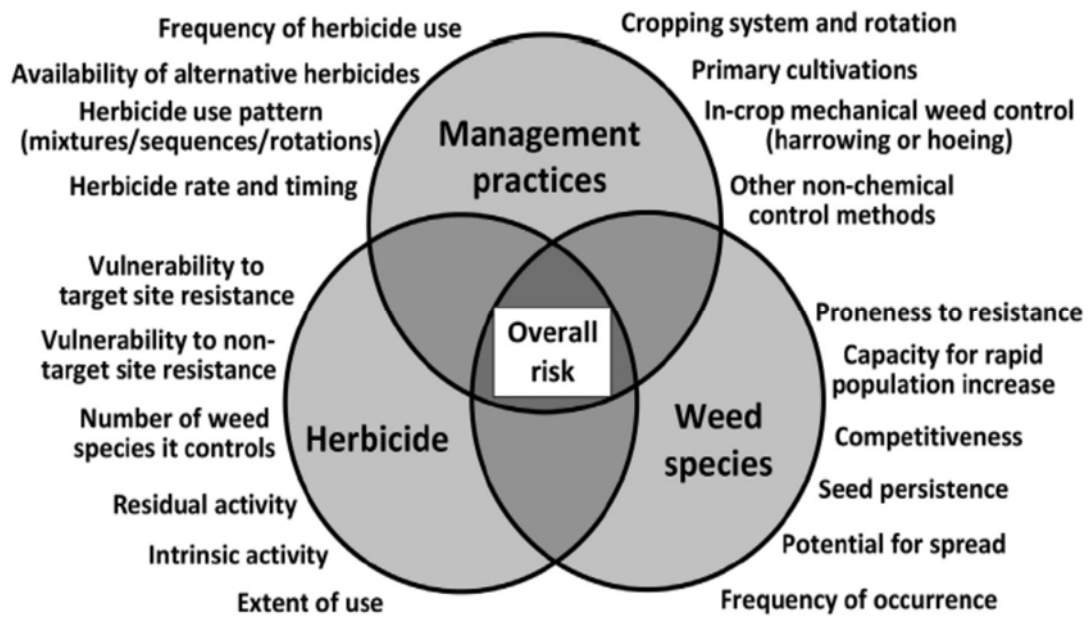 Frequency of herbicide use
Availability of alternative herbicides
Herbicide use pattern
(mixtures/sequences/rotations)
Herbicide rate and timing
Cropping system and rotation
Primary cultivations
In-crop mechanical weed control
(harrowing or hoeing)
Other non-chemical
control methods
Management
practices
Vulnerability to
target site resistance
Vulnerability to non-
target site resistance
Number of weed
species it controls
Residual activity
Intrinsic activity
Extent of use
Herbicide
Overall
risk
Weed
species
Proneness to resistance
Capacity for rapid
population increase
Competitiveness
Seed persistence
Potential for spread
Frequency of occurrence